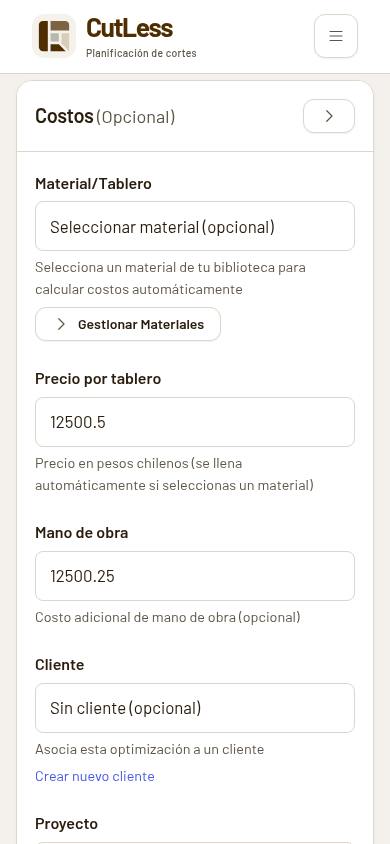 CutLess
Planificación de cortes
Costos (Opcional)
Material/Tablero
Seleccionar material (opcional)
Selecciona un material de tu biblioteca para
calcular costos automáticamente
Gestionar Materiales
Precio por tablero
12500.5
Precio en pesos chilenos (se llena
automáticamente si seleccionas un material)
Mano de obra
12500.25
Costo adicional de mano de obra (opcional)
Cliente
Sin cliente (opcional)
Asocia esta optimización a un cliente
Crear nuevo cliente
Proyecto